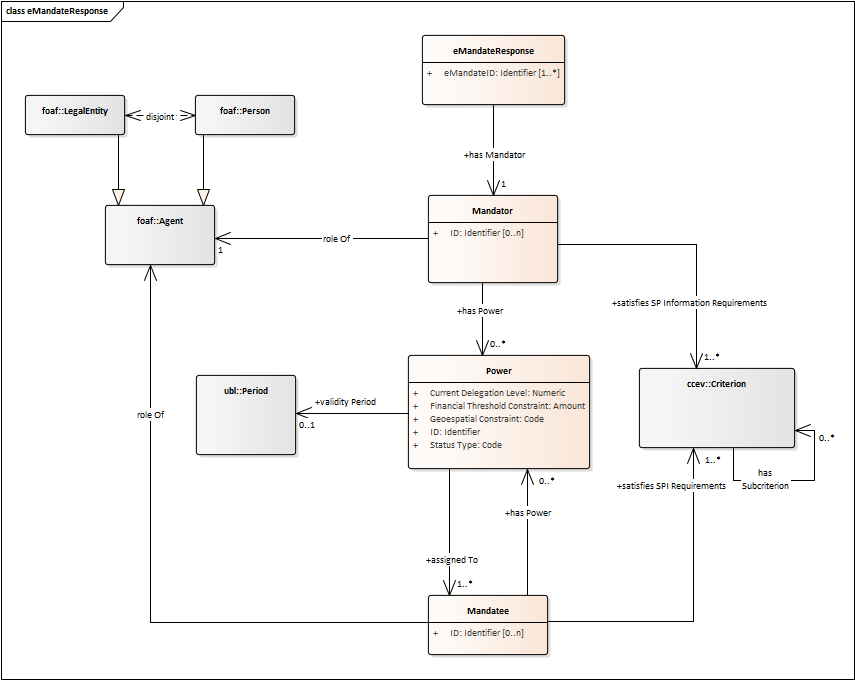 class eMandateResponse
eMandateResponse
+ eMandateID: Identifier [1..*]
foaf::LegalEntity
disjoint
foaf::Person
+has Mandator
1
foaf::Agent
Mandator
+ ID: Identifier [0..n]
role Of
1
+satisfies SP Information Requirements
1..*
+has Power
0..*
Power
+ Current Delegation Level: Numeric
+ Financial Threshold Constraint: Amount
+ Geospatial Constraint: Code
+ ID: Identifier
+ Status Type: Code
ubl::Period
+validity Period
0..1
ccev::Criterion
0..*
has
Subcriterion
role Of
1..*
+satisfies SPI Requirements
0..*
+has Power
+assigned To
1..*
Mandatee
+ ID: Identifier [0..n]